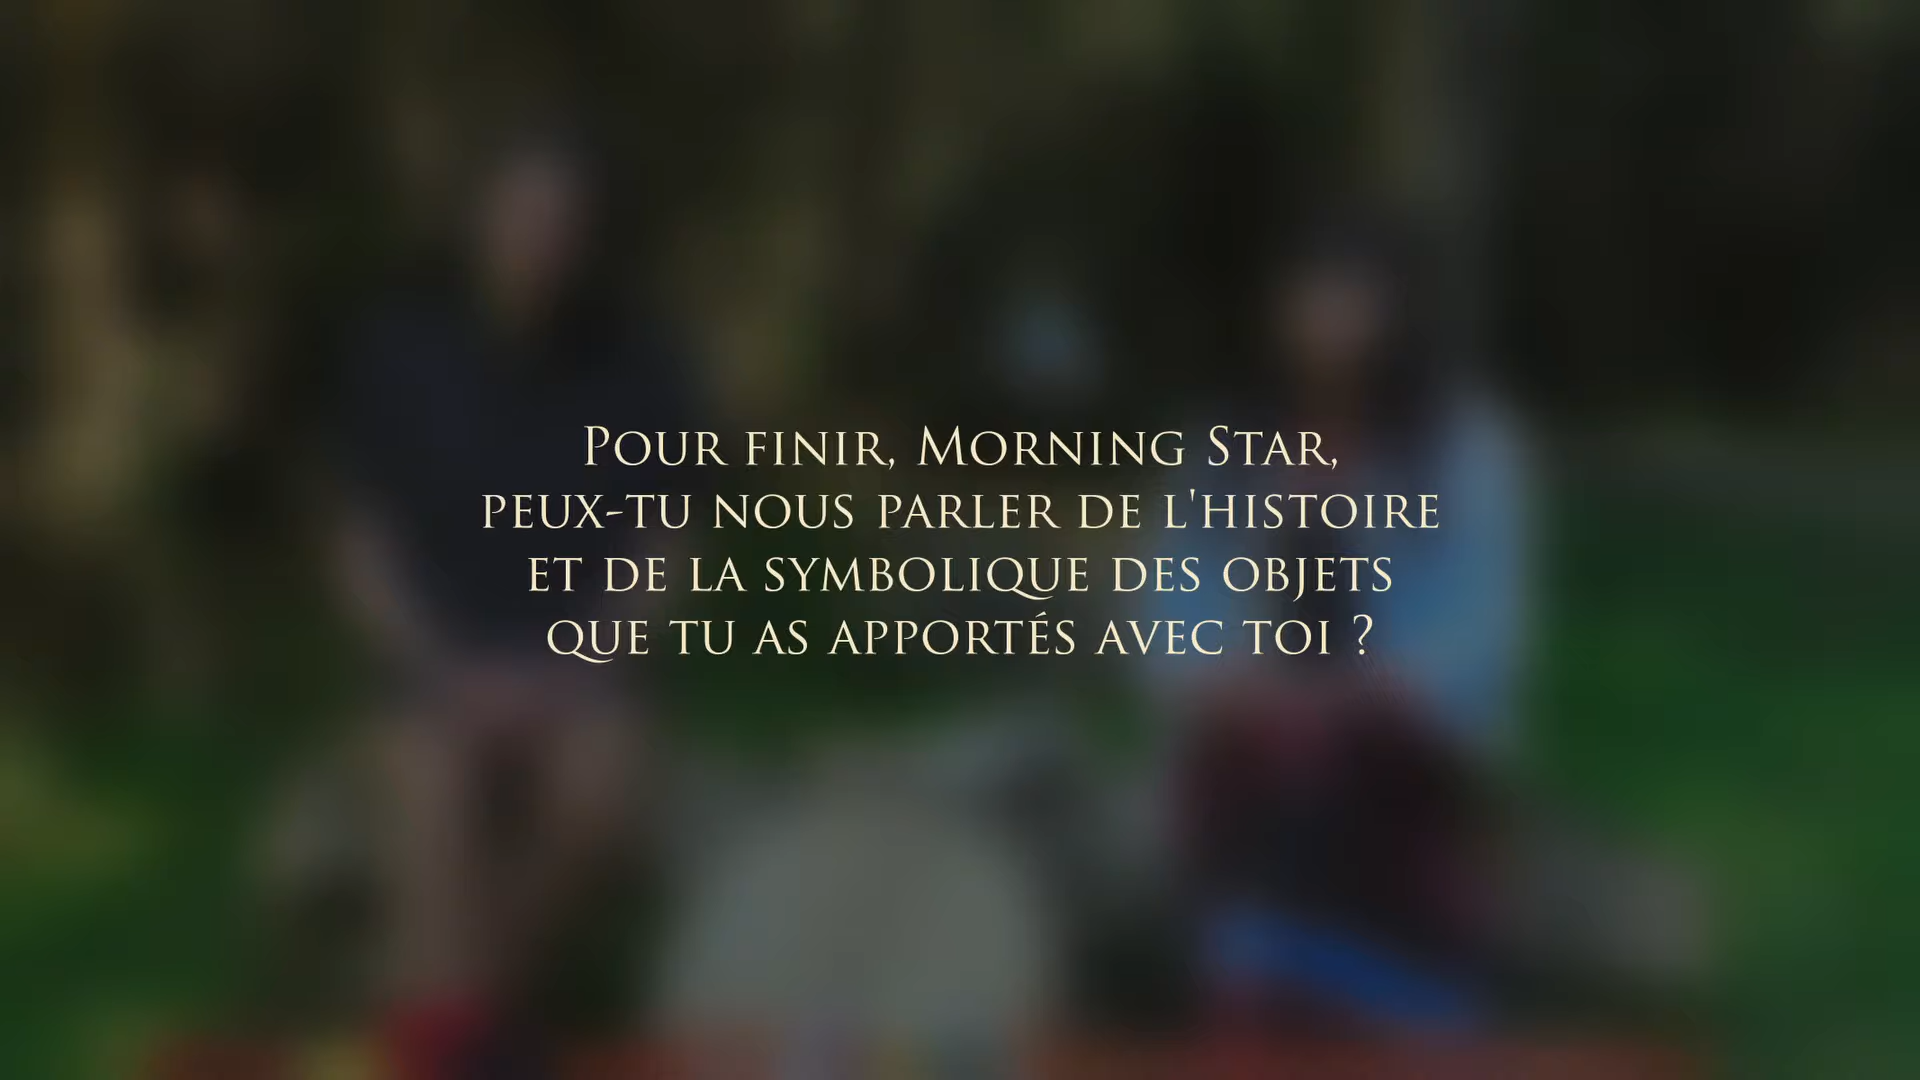 Pour finir, Morning Star,
peux-tu nous parler de l'histoire
et de la symbolique des objets
que tu as apportés avec toi ?